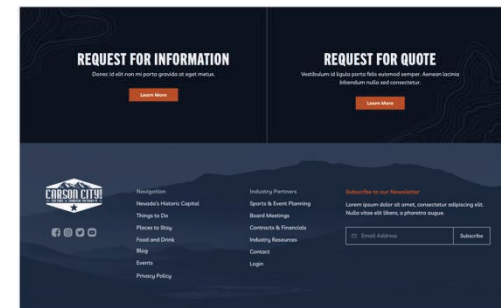 REQUEST FOR INFORMATION
Donec id elit non mi porta gravida at eget metus.
Learn More
REQUEST FOR QUOTE
Vestibulum id ligula porta felis euismod semper. Aenean lacinia
bibendum nulla sed consectetur.
Learn More
CARSON CITY!
Navigation
Nevada's Historic Capital
Things to Do
Places to Stay
Food and Drink
Blog
Events
Privacy Policy
Industry Partners
Sports & Event Planning
Board Meetings
Contracts & Financials
Industry Resources
Contact
Login
Subscribe to our Newsletter
Lorem ipsum dolor sit amet, consectetur adipiscing elit.
Nulla vitae elit libero, a pharetra augue.
Email Address
Subscribe